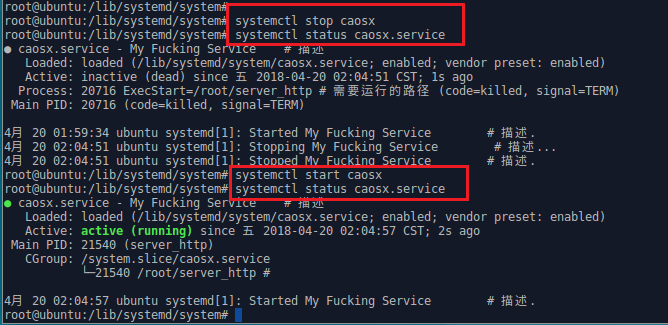 root@ubuntu:/lib/systemd/system#
root@ubuntu:/lib/systemd/system# systemctl stop caosx
root@ubuntu:/lib/systemd/system# systemctl status caosx.service
● caosx.service - My Fucking Service    # 描述
   Loaded: loaded (/lib/systemd/system/caosx.service; enabled; vendor preset: enabled)
   Active: inactive (dead) since 五 2018-04-20 02:04:51 CST; 1s ago
  Process: 20716 ExecStart=/root/server_http # 需要运行的路径 (code=killed, signal=TERM)
 Main PID: 20716 (code=killed, signal=TERM)
4月 20 01:59:34 ubuntu systemd[1]: Started My Fucking Service        # 描述.
4月 20 02:04:51 ubuntu systemd[1]: Stopping My Fucking Service        # 描述...
4月 20 02:04:51 ubuntu systemd[1]: Stopped My Fucking Service        # 描述.
root@ubuntu:/lib/systemd/system# systemctl start caosx
root@ubuntu:/lib/systemd/system# systemctl status caosx.service
● caosx.service - My Fucking Service    # 描述
   Loaded: loaded (/lib/systemd/system/caosx.service; enabled; vendor preset: enabled)
   Active: active (running) since 五 2018-04-20 02:04:57 CST; 2s ago
 Main PID: 21540 (server_http)
   CGroup: /system.slice/caosx.service
           └─21540 /root/server_http #
4月 20 02:04:57 ubuntu systemd[1]: Started My Fucking Service        # 描述.
root@ubuntu:/lib/systemd/system#